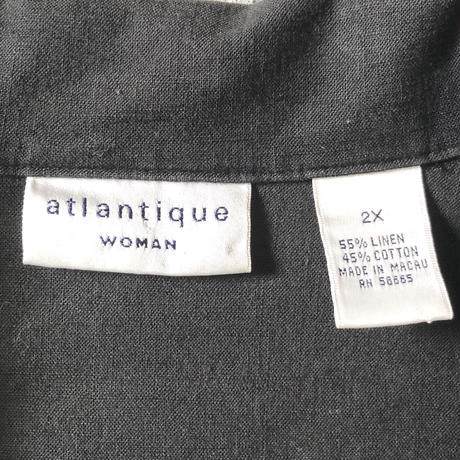 atlantique
WOMAN
2X
55% LINEN
45% COTTON
MADE IN MACAU
RN 56665